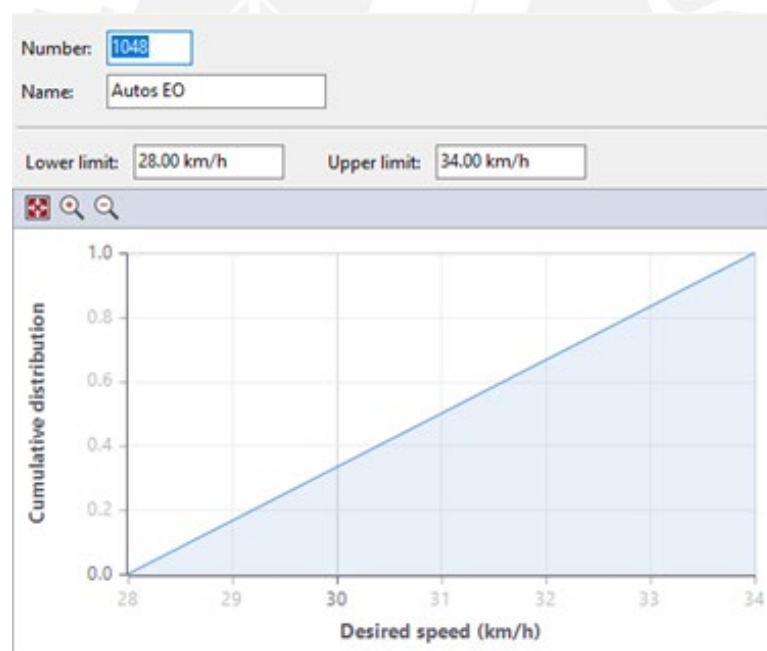 Number: 1048
Name: Autos EO
Lower limit: 28.00 km/h Upper limit: 34.00 km/h
1.0
0.8
0.6
0.4
0.2
0.0
Cumulative distribution
28 29 30 31 32 33 34
Desired speed (km/h)